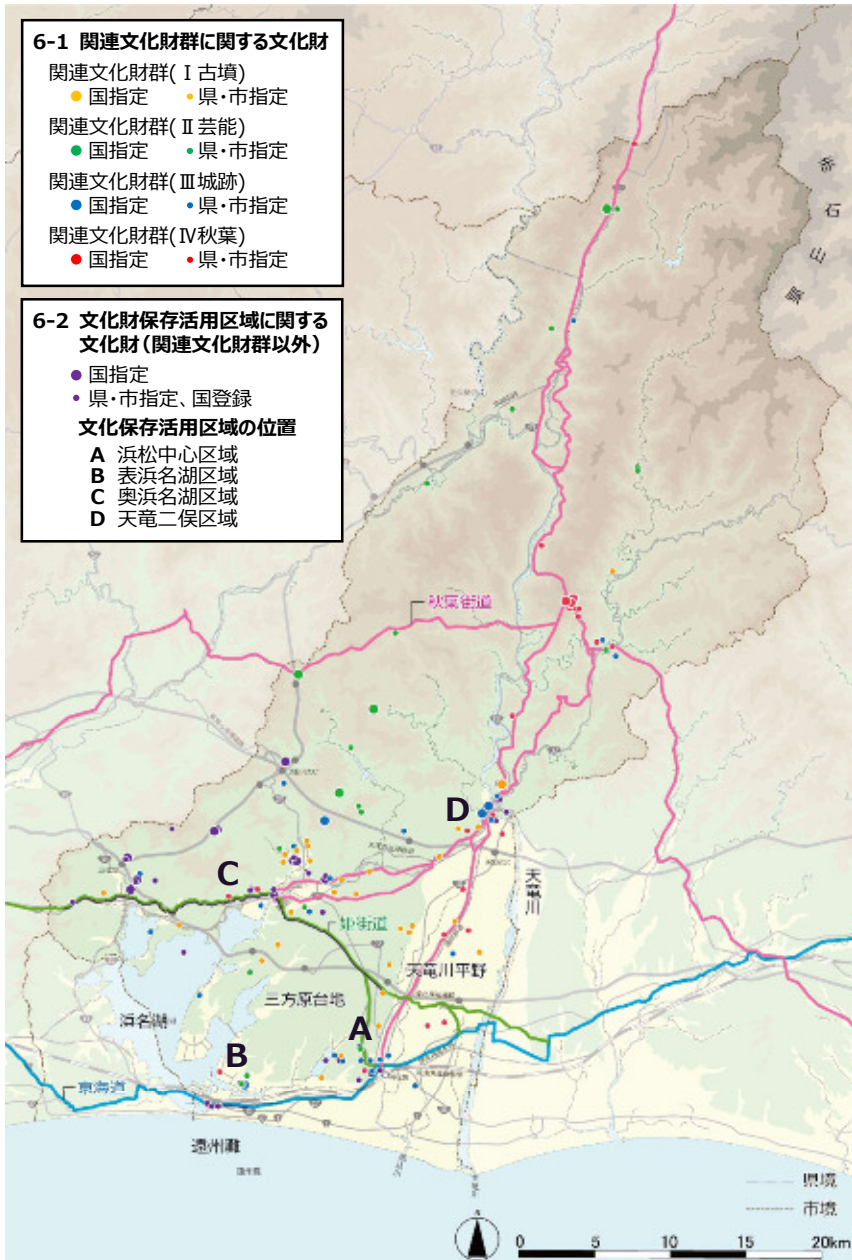 6-1 関連文化財群に関する文化財
関連文化財群(Ⅰ古墳)
国指定 県・市指定
関連文化財群(Ⅱ芸能)
国指定 県・市指定
関連文化財群(Ⅲ城跡)
国指定 県・市指定
関連文化財群(Ⅳ秋葉)
国指定 県・市指定
6-2 文化財保存活用区域に関する
文化財(関連文化財群以外)
国指定
県・市指定、国登録
文化保存活用区域の位置
A 浜松中心区域
B 表浜名湖区域
C 奥浜名湖区域
D 天竜二俣区域
秋葉街道
D
C
天竜川
姫街道
天竜川平野
三方原台地
浜名湖
A
B
東海道
遠州灘
県境
市境
0 5 10 15 20km